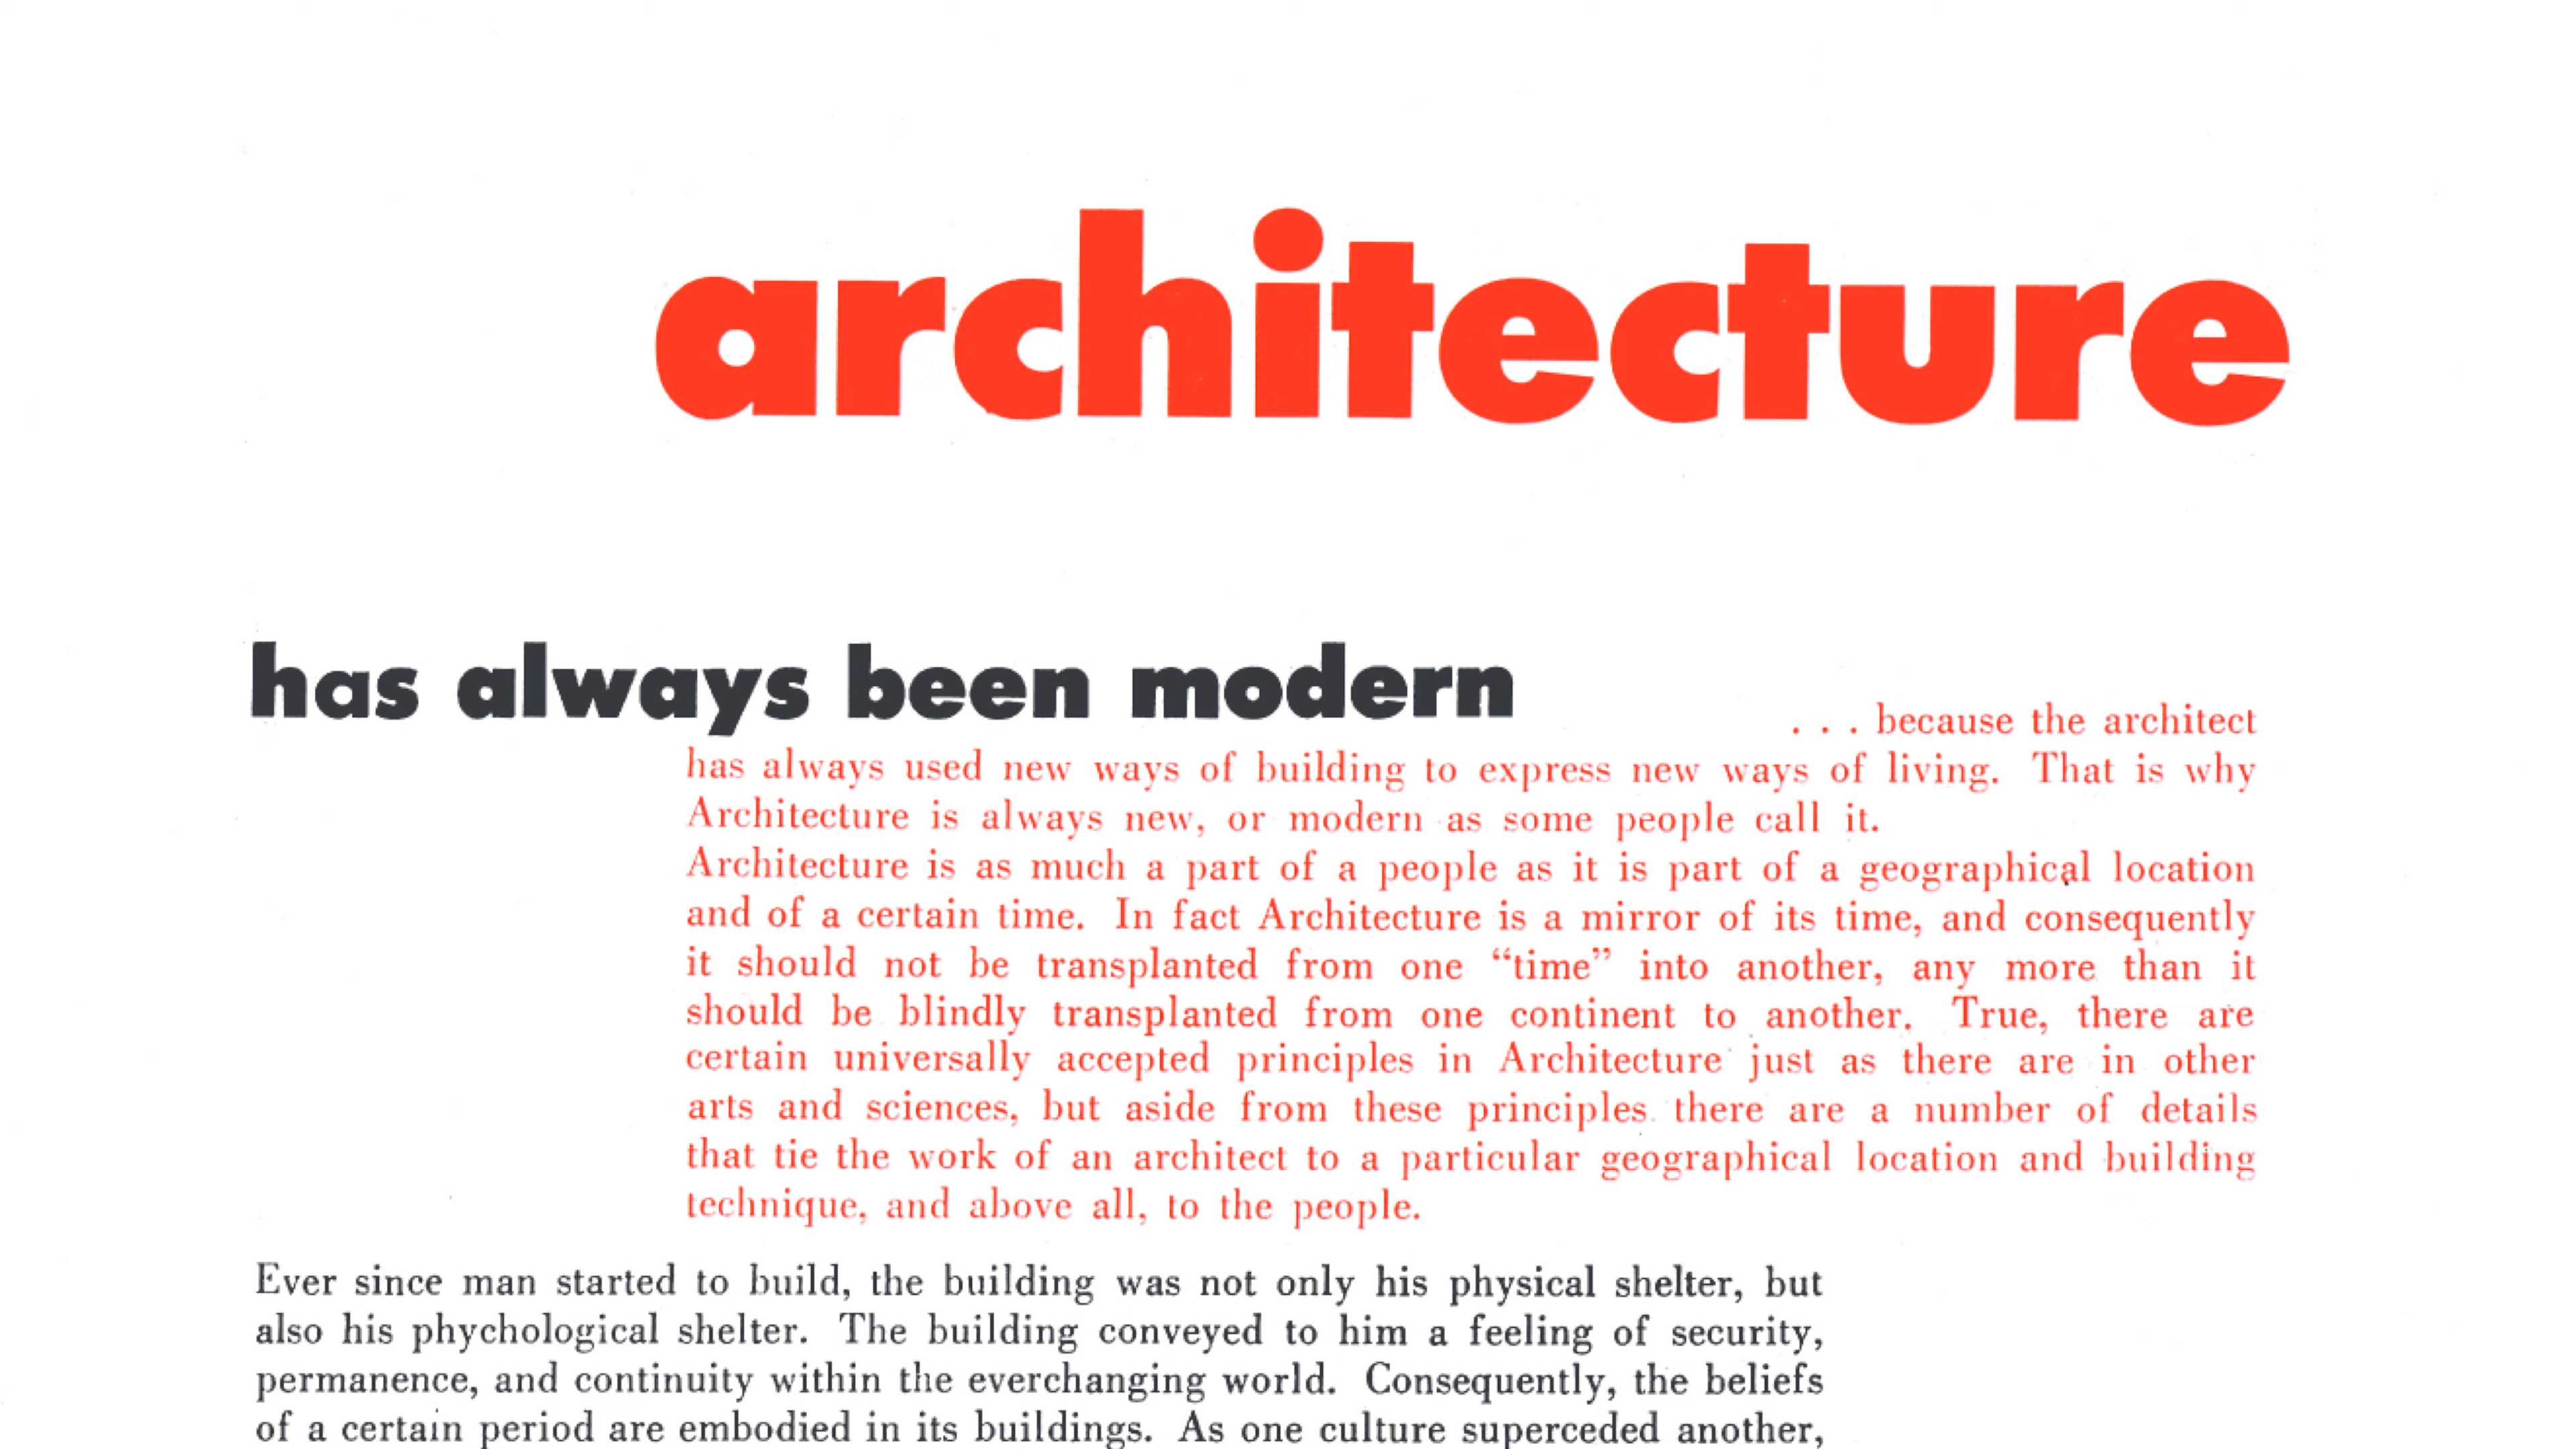 architecture
has always been modern
. . . because the architect
has always used new ways of building to express new ways of living. That is why
Architecture is always new, or modern as some people call it.
Architecture is as much a part of a people as it is part of a geographical location
and of a certain time. In fact Architecture is a mirror of its time, and consequently
it should not be transplanted from one “time” into another, any more than it
should be blindly transplanted from one continent to another. True, there are
certain universally accepted principles in Architecture just as there are in other
arts and sciences, but aside from these principles there are a number of details
that tie the work of an architect to a particular geographical location and building
technique, and above all, to the people.
Ever since man started to build, the building was not only his physical shelter, but
also his phychological shelter. The building conveyed to him a feeling of security,
permanence, and continuity within the everchanging world. Consequently, the beliefs
of a certain period are embodied in its buildings. As one culture superceded another,